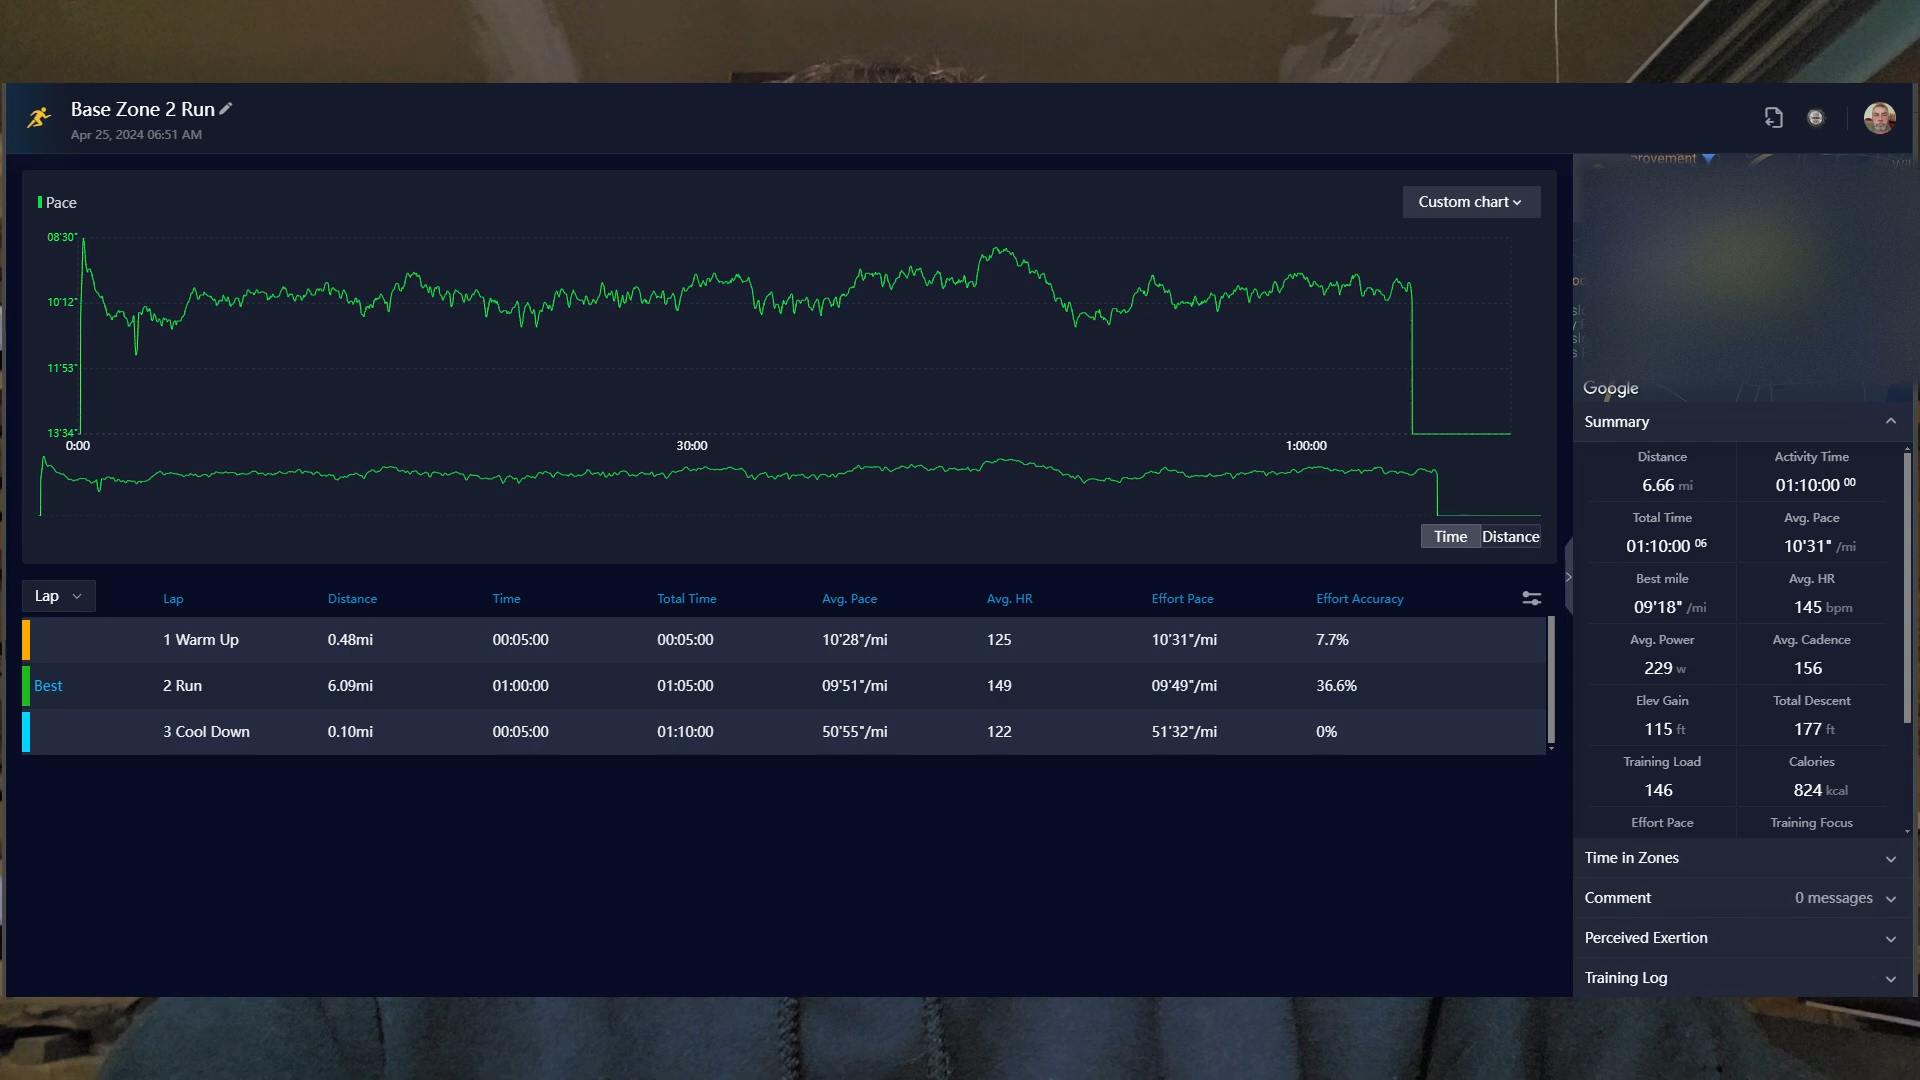 Base Zone 2 Run
Apr 25, 2024 06:51 AM
Pace
Custom chart
08'30"
10'12"
11'53"
13'34"
0:00 30:00 1:00:00
Time Distance
Lap
Lap Distance Time Total Time Avg. Pace Avg. HR Effort Pace Effort Accuracy
1 Warm Up 0.48mi 00:05:00 00:05:00 10'28"/mi 125 10'31"/mi 7.7%
Best 2 Run 6.09mi 01:00:00 01:05:00 09'51"/mi 149 09'49"/mi 36.6%
3 Cool Down 0.10mi 00:05:00 01:10:00 50'55"/mi 122 51'32"/mi 0%
rovement
Wil
Google
Summary
Distance Activity Time
6.66 mi 01:10:00 00
Total Time Avg. Pace
01:10:00 06 10'31" /mi
Best mile Avg. HR
09'18" /mi 145 bpm
Avg. Power Avg. Cadence
229 w 156
Elev Gain Total Descent
115 ft 177 ft
Training Load Calories
146 824 kcal
Effort Pace Training Focus
Time in Zones
Comment 0 messages
Perceived Exertion
Training Log